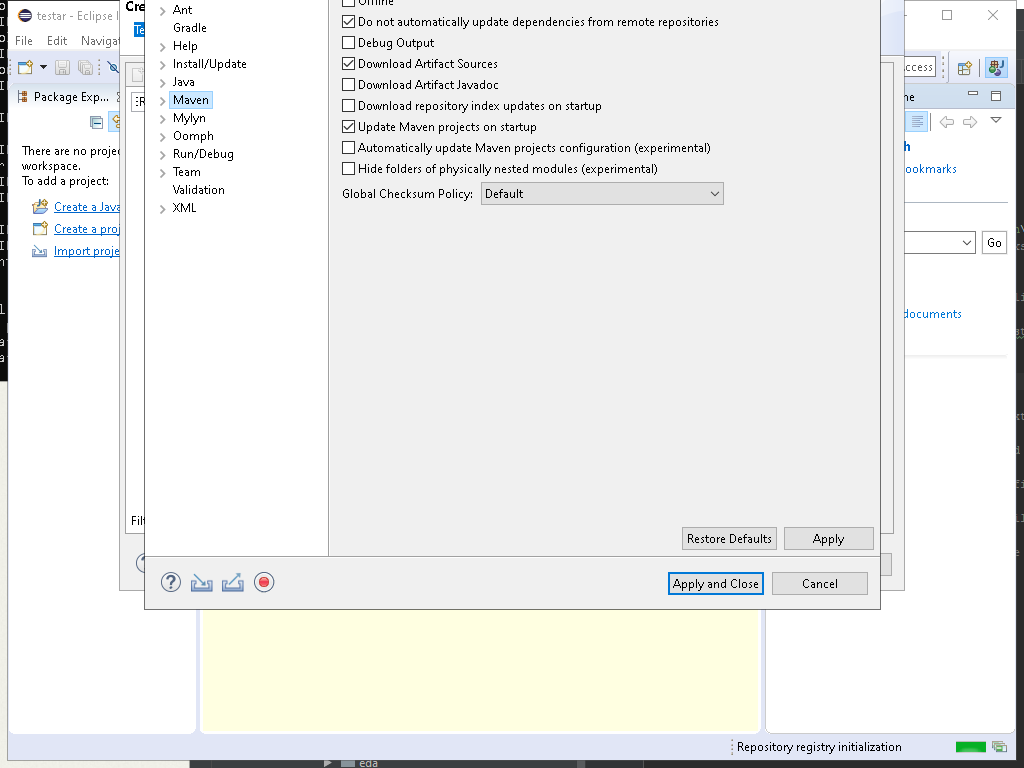 testar - Eclipse
Cre
File Edit Navigat
Package Exp...
There are no proje
workspace.
To add a project:
Create a Java
Create a proj
Import proje
Filt
Ant
Gradle
Help
Install/Update
Java
Maven
Mylyn
Oomph
Run/Debug
Team
Validation
XML
Offline
Do not automatically update dependencies from remote repositories
Debug Output
Download Artifact Sources
Download Artifact Javadoc
Download repository index updates on startup
Update Maven projects on startup
Automatically update Maven projects configuration (experimental)
Hide folders of physically nested modules (experimental)
Global Checksum Policy: Default
Restore Defaults Apply
Apply and Close Cancel
ccess
ne
h
ookmarks
Go
documents
Repository registry initialization
eda